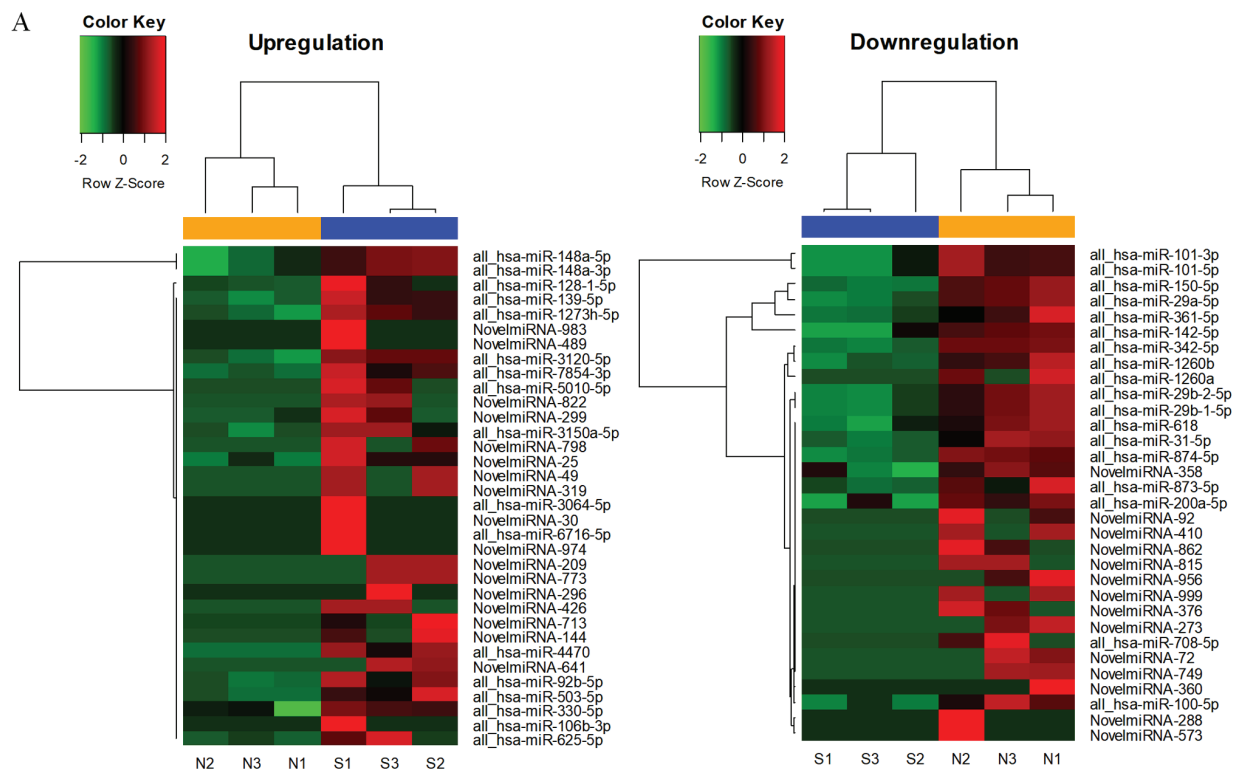 A
Color Key
Upregulation
-2 0 2
Row Z-Score
all_hsa-miR-148a-5p
all_hsa-miR-148a-3p
all_hsa-miR-128-1-5p
all_hsa-miR-139-5p
all_hsa-miR-1273h-5p
NovelmiRNA-983
NovelmiRNA-489
all_hsa-miR-3120-5p
all_hsa-miR-7854-3p
all_hsa-miR-5010-5p
NovelmiRNA-822
NovelmiRNA-299
all_hsa-miR-3150a-5p
NovelmiRNA-798
NovelmiRNA-25
NovelmiRNA-49
NovelmiRNA-319
all_hsa-miR-3064-5p
NovelmiRNA-30
all_hsa-miR-6716-5p
NovelmiRNA-974
NovelmiRNA-209
NovelmiRNA-773
NovelmiRNA-296
NovelmiRNA-426
NovelmiRNA-713
NovelmiRNA-144
all_hsa-miR-4470
NovelmiRNA-641
all_hsa-miR-92b-5p
all_hsa-miR-503-5p
all_hsa-miR-330-5p
all_hsa-miR-106b-3p
all_hsa-miR-625-5p
N2 N3 N1 S1 S3 S2
Color Key
Downregulation
-2 0 2
Row Z-Score
all_hsa-miR-101-3p
all_hsa-miR-101-5p
all_hsa-miR-150-5p
all_hsa-miR-29a-5p
all_hsa-miR-361-5p
all_hsa-miR-142-5p
all_hsa-miR-342-5p
all_hsa-miR-1260b
all_hsa-miR-1260a
all_hsa-miR-29b-2-5p
all_hsa-miR-29b-1-5p
all_hsa-miR-618
all_hsa-miR-31-5p
all_hsa-miR-874-5p
NovelmiRNA-358
all_hsa-miR-873-5p
all_hsa-miR-200a-5p
NovelmiRNA-92
NovelmiRNA-410
NovelmiRNA-862
NovelmiRNA-815
NovelmiRNA-956
NovelmiRNA-999
NovelmiRNA-376
NovelmiRNA-273
all_hsa-miR-708-5p
NovelmiRNA-72
NovelmiRNA-749
NovelmiRNA-360
all_hsa-miR-100-5p
NovelmiRNA-288
NovelmiRNA-573
S1 S3 S2 N2 N3 N1